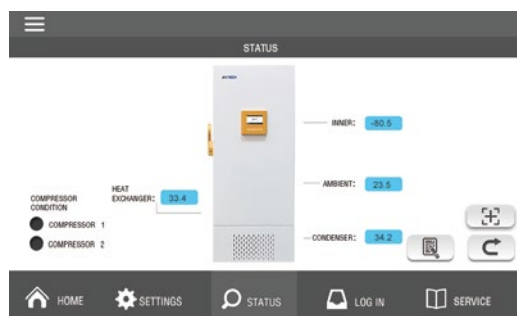 STATUS
INNER: -80.5
HEAT
EXCHANGER: 33.4
AMBIENT: 23.5
COMPRESSOR
CONDITION
COMPRESSOR 1
COMPRESSOR 2
CONDENSER: 34.2
HOME
SETTINGS
STATUS
LOG IN
SERVICE